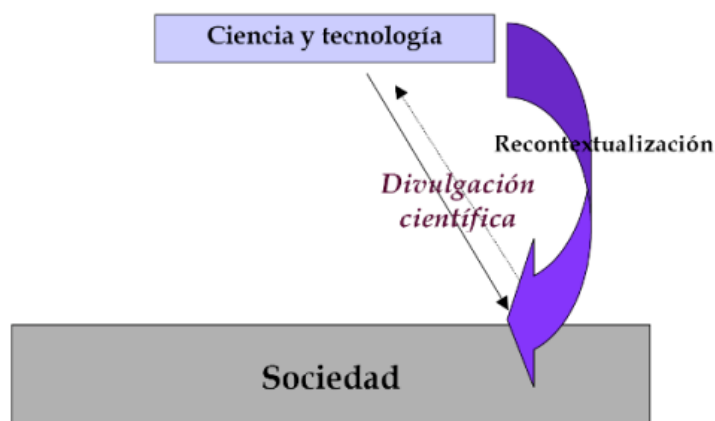 Ciencia y tecnología
Recontextualización
Divulgación
científica
Sociedad